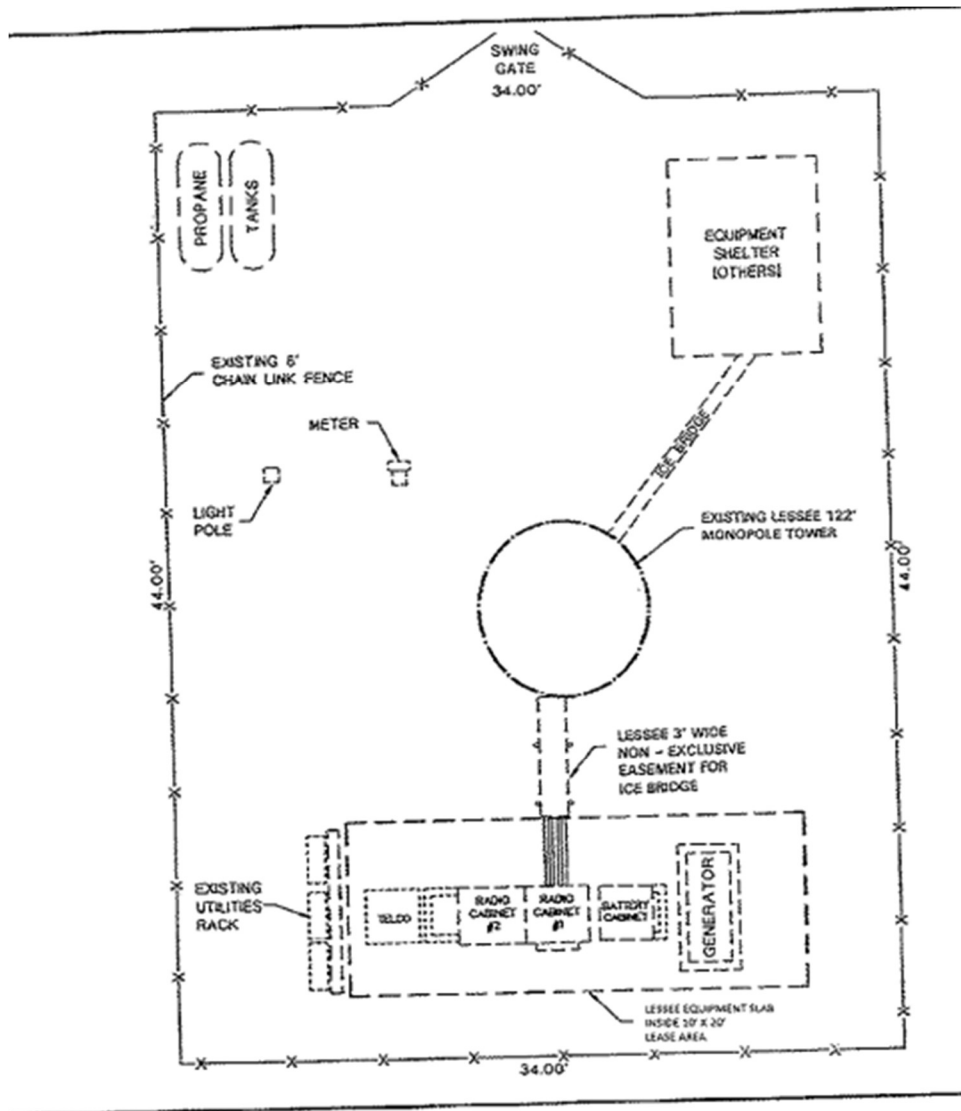 SWING
GATE
34.00'
PROPANE
TANKS
EQUIPMENT
SHELTER
[OTHERS]
EXISTING 6'
CHAIN LINK FENCE
METER
ICE BRIDGE
LIGHT
POLE
EXISTING LESSEE 122'
MONOPOLE TOWER
44.00'
44.00'
LESSEE 3' WIDE
NON - EXCLUSIVE
EASEMENT FOR
ICE BRIDGE
EXISTING
UTILITIES
RACK
TELCO
RADIO
CABINET
#2
RADIO
CABINET
#1
BATTERY
CABINET
GENERATOR
LESSEE EQUIPMENT SLAB
INSIDE 10' X 20'
LEASE AREA
34.00'